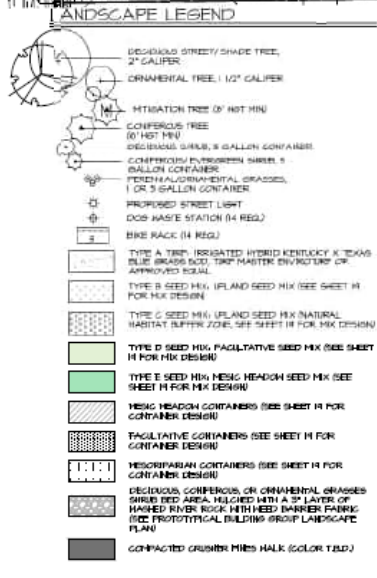 LANDSCAPE LEGEND
DECIDUOUS STREET/ SHADE TREE,
2" CALIPER
ORNAMENTAL TREE, 1 1/2" CALIPER
MITIGATION TREE (6' HGT MIN)
CONIFEROUS TREE
(6' HGT MIN)
DECIDUOUS SHRUB, 5 GALLON CONTAINER
CONIFEROUS/ EVERGREEN SHRUB, 5
GALLON CONTAINER
PERENNIAL/ORNAMENTAL GRASSES,
1 OR 5 GALLON CONTAINER
PROPOSED STREET LIGHT
DOG WASTE STATION (14 REQ.)
BIKE RACK (14 REQ.)
TYPE A TURF: IRRIGATED HYBRID KENTUCKY X TEXAS
BLUE GRASS SOD, TURF MASTER ENVIROTURF OR
APPROVED EQUAL
TYPE B SEED MIX: UPLAND SEED MIX (SEE SHEET 19
FOR MIX DESIGN)
TYPE C SEED MIX: UPLAND SEED MIX (NATURAL
HABITAT BUFFER ZONE, SEE SHEET 19 FOR MIX DESIGN)
TYPE D SEED MIX: FACULTATIVE SEED MIX (SEE SHEET
19 FOR MIX DESIGN)
TYPE E SEED MIX: MESIC MEADOW SEED MIX (SEE
SHEET 19 FOR MIX DESIGN)
MESIC MEADOW CONTAINERS (SEE SHEET 19 FOR
CONTAINER DESIGN)
FACULTATIVE CONTAINERS (SEE SHEET 19 FOR
CONTAINER DESIGN)
MESORIPARIAN CONTAINERS (SEE SHEET 19 FOR
CONTAINER DESIGN)
DECIDUOUS, CONIFEROUS, OR ORNAMENTAL GRASSES
SHRUB BED AREA. MULCHED WITH A 3" LAYER OF
WASHED RIVER ROCK WITH WEED BARRIER FABRIC
(SEE PROTOTYPICAL BUILDING GROUP LANDSCAPE
PLAN)
COMPACTED CRUSHER FINES WALK (COLOR T.B.D.)